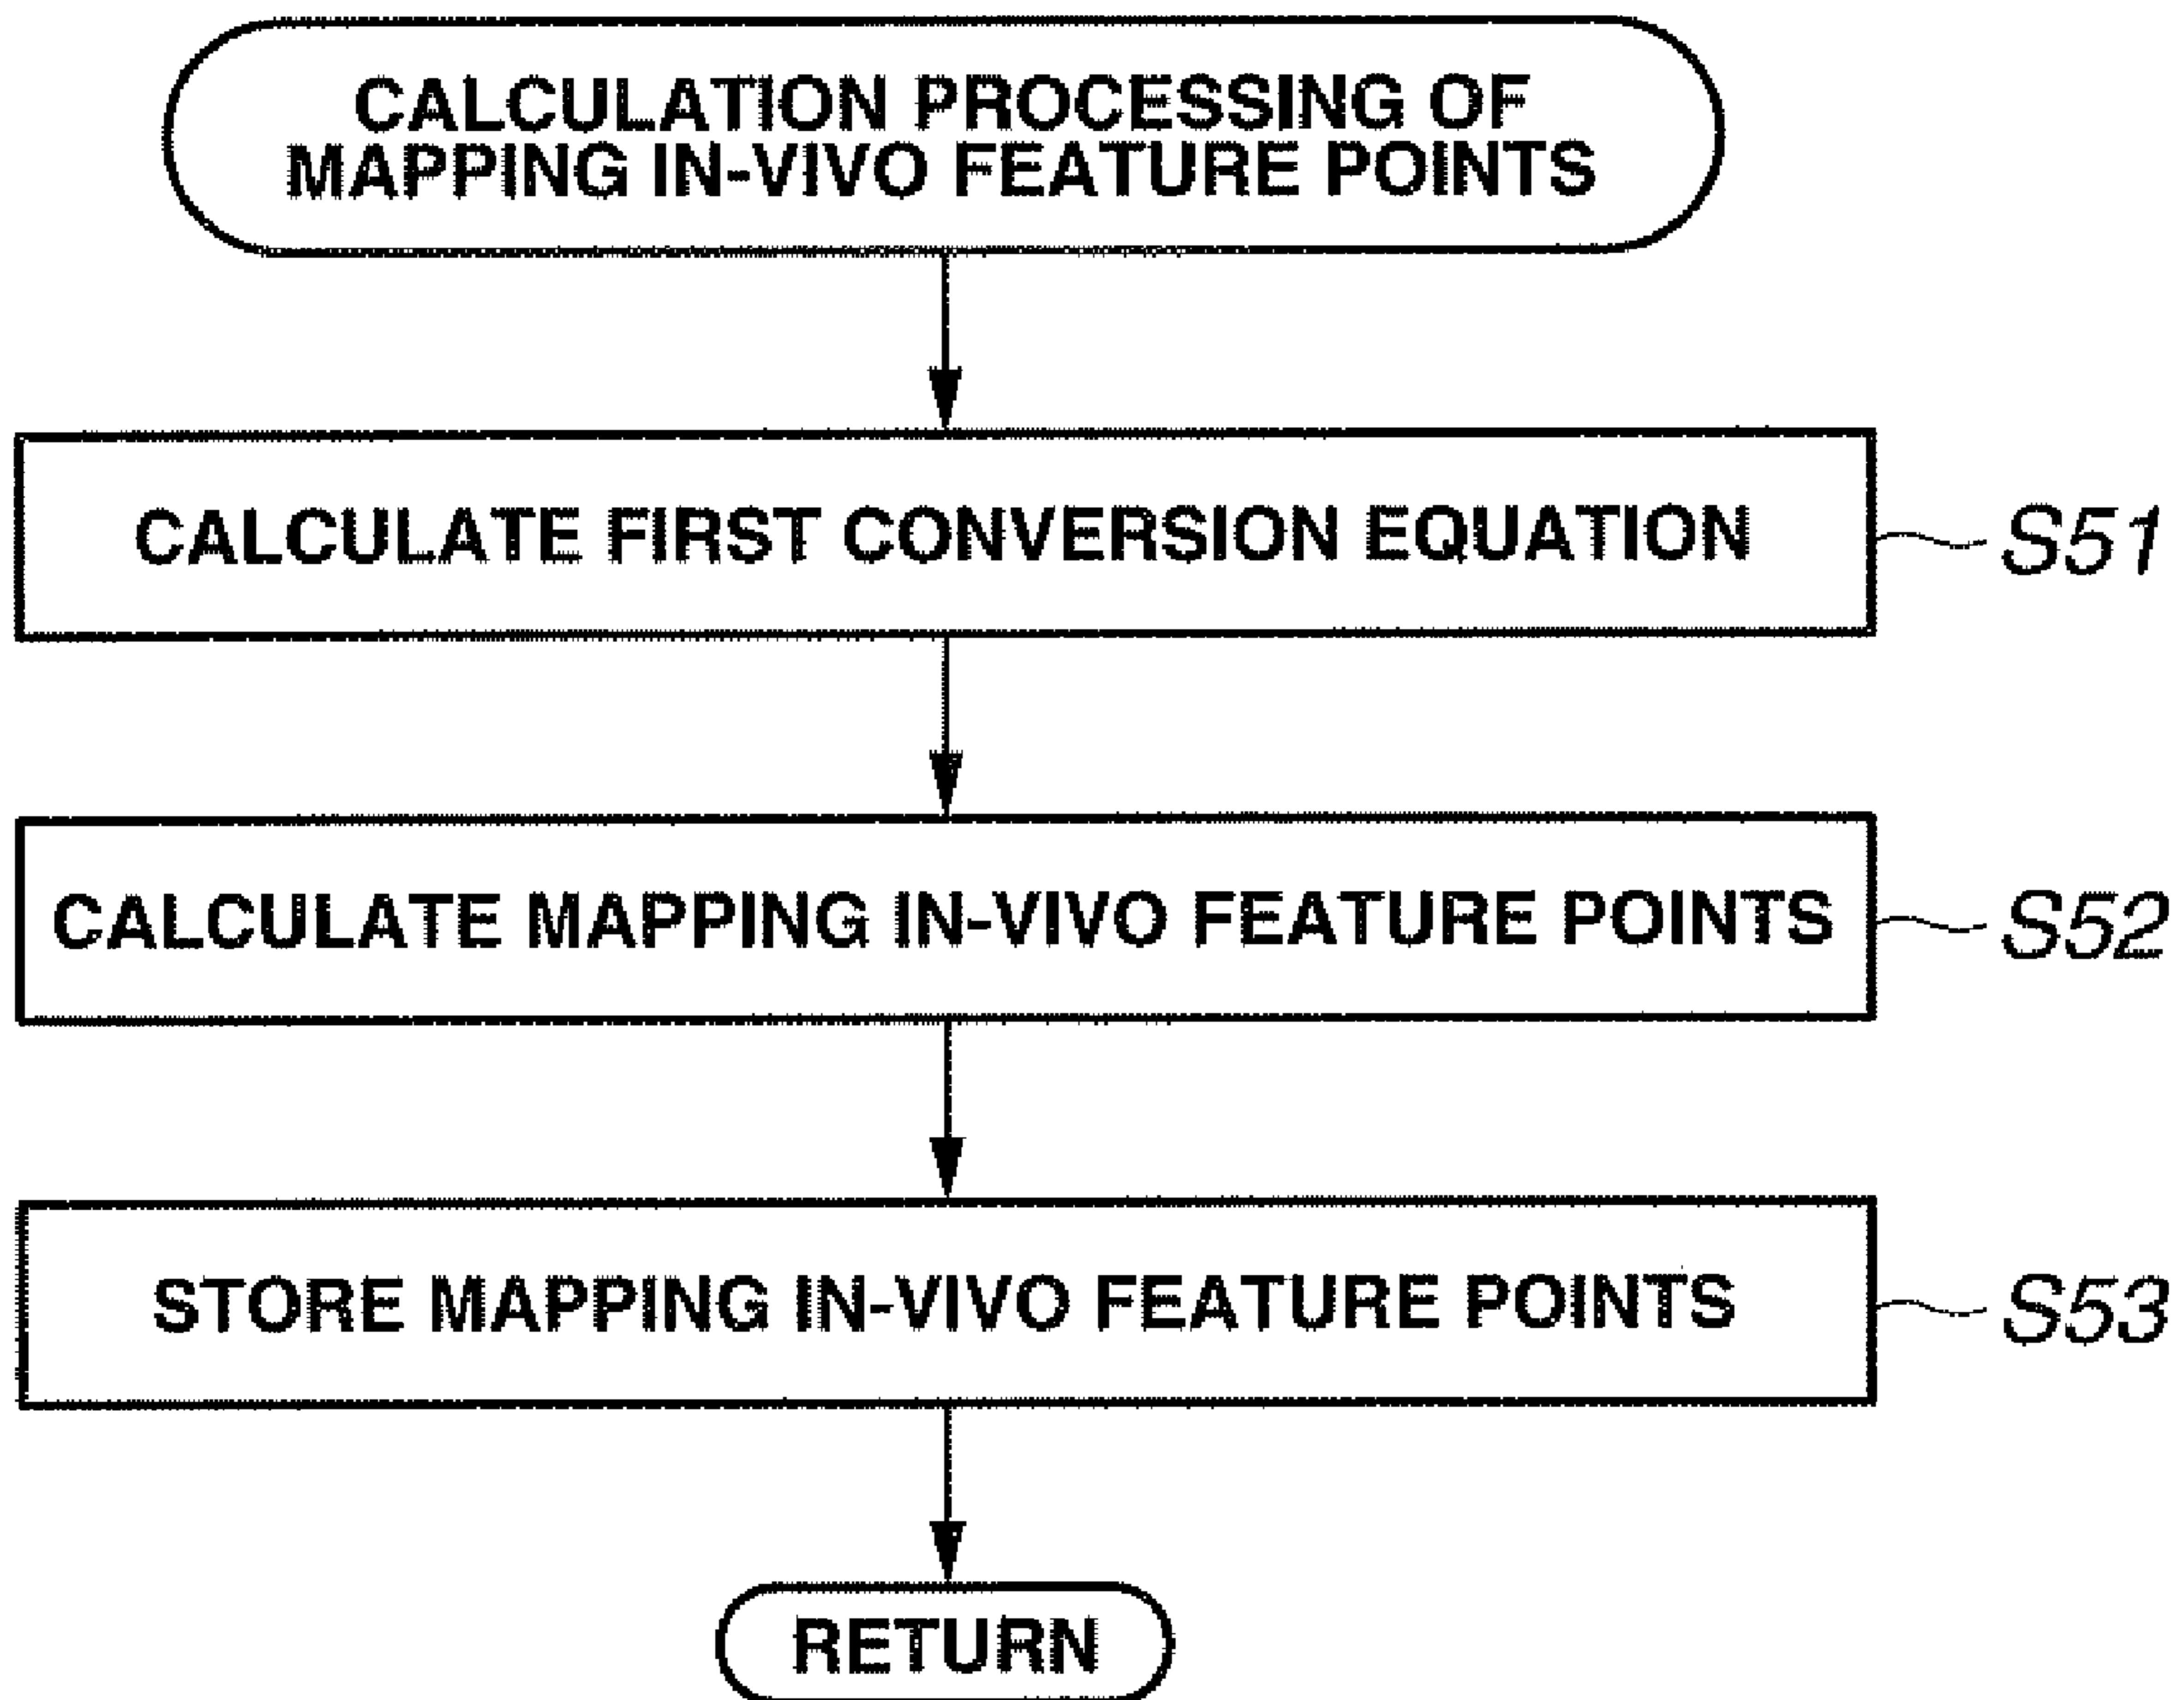 CALCULATION PROCESSING OF
MAPPING IN-VIVO FEATURE POINTS
CALCULATE FIRST CONVERSION EQUATION
S51
CALCULATE MAPPING IN-VIVO FEATURE POINTS
S52
STORE MAPPING IN-VIVO FEATURE POINTS
S53
RETURN